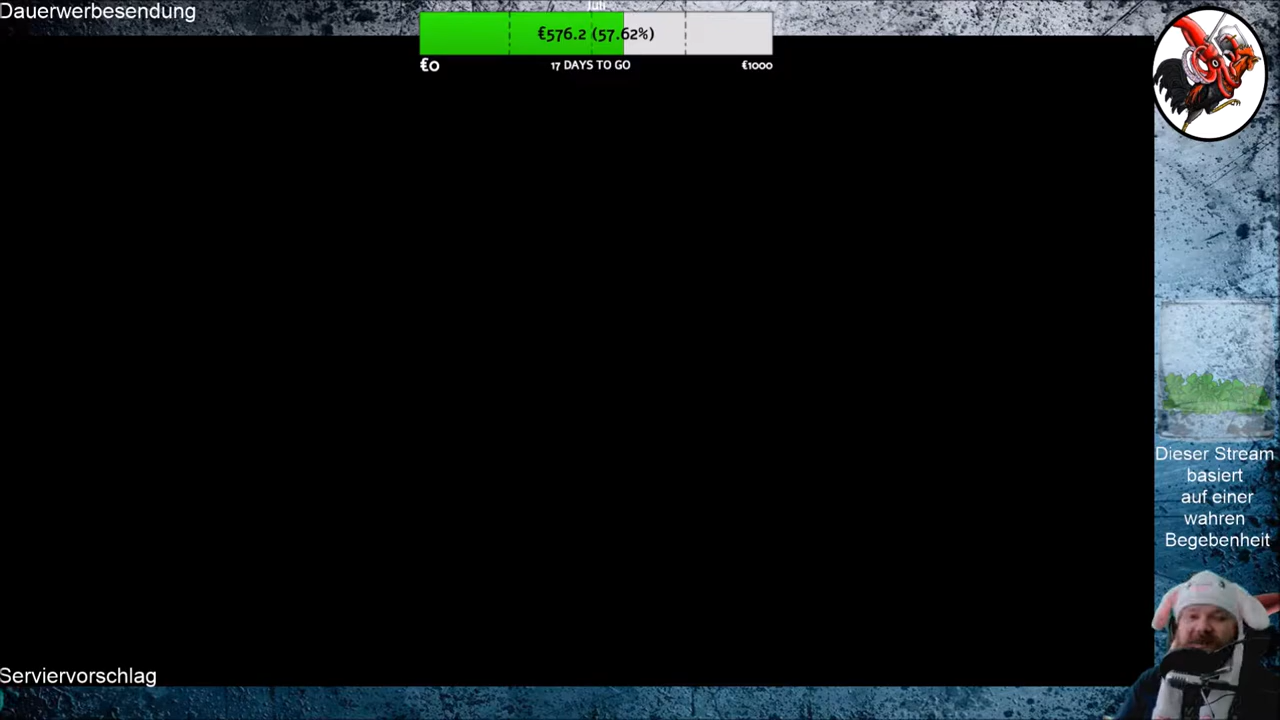 Dauerwerbesendung
Juli
€576.2 (57.62%)
€0
17 DAYS TO GO
€1000
Dieser Stream
basiert
auf einer
wahren
Begebenheit
Serviervorschlag